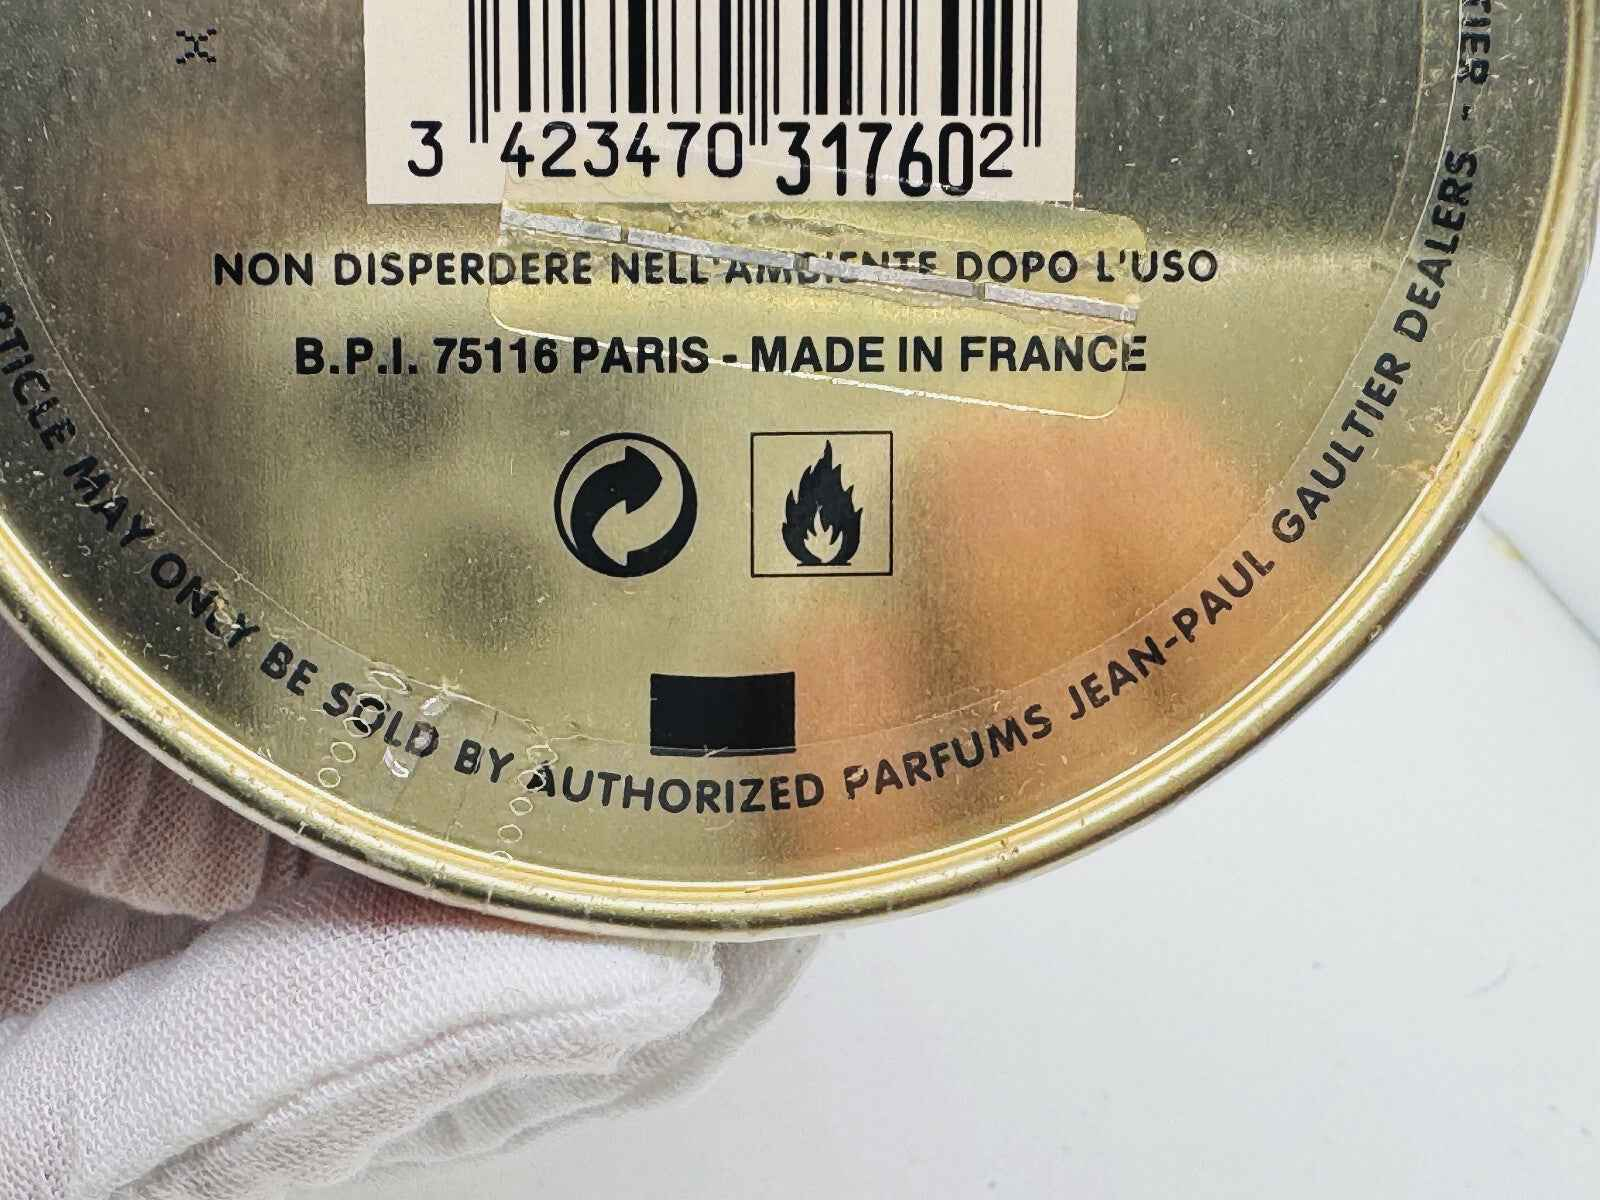 3 423470 317602
NON DISPERDERE NELL'AMBIENTE DOPO L'USO
B.P.I. 75116 PARIS - MADE IN FRANCE
MAY ONLY BE SOLD BY AUTHORIZED PARFUMS JEAN-PAUL GAULTIER DEALERS -